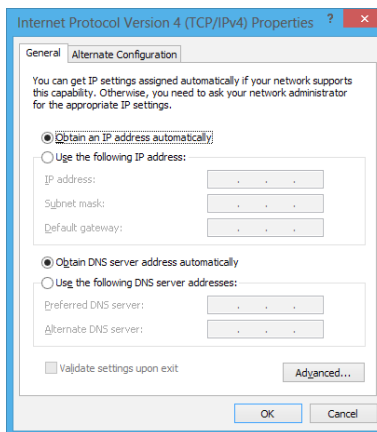 Internet Protocol Version 4 (TCP/IPv4) Properties ? ×
General Alternate Configuration
You can get IP settings assigned automatically if your network supports
this capability. Otherwise, you need to ask your network administrator
for the appropriate IP settings.
Obtain an IP address automatically
Use the following IP address:
IP address: . . .
Subnet mask: . . .
Default gateway: . . .
Obtain DNS server address automatically
Use the following DNS server addresses:
Preferred DNS server: . . .
Alternate DNS server: . . .
Validate settings upon exit
Advanced...
OK Cancel